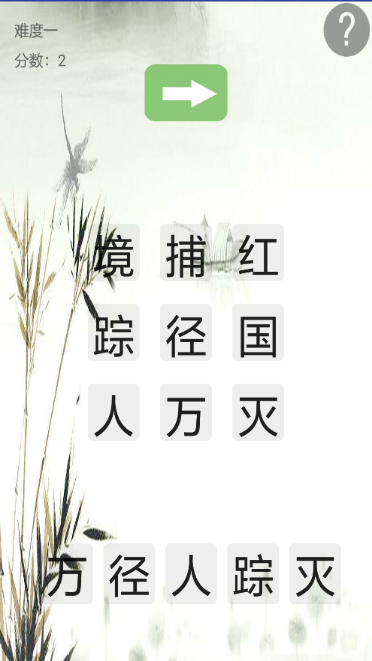 难度一
分数：2
?
境 捕 红
踪 径 国
人 万 灭
万 径 人 踪 灭